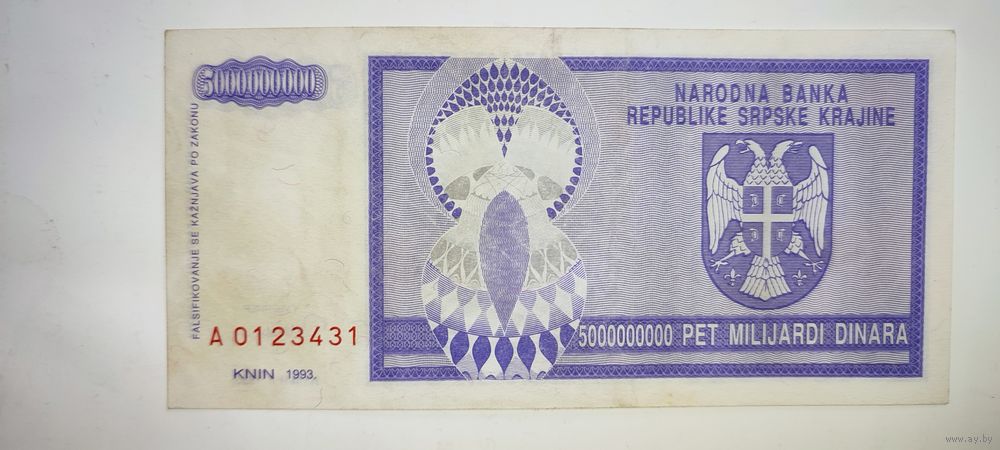 5000000000
FALSIFIKOVANJE SE KAŽNJAVA PO ZAKONU
A 0123431
KNIN 1993.
NARODNA BANKA
REPUBLIKE SRPSKE KRAJINE
5000000000 PET MILIJARDI DINARA
www.ay.by